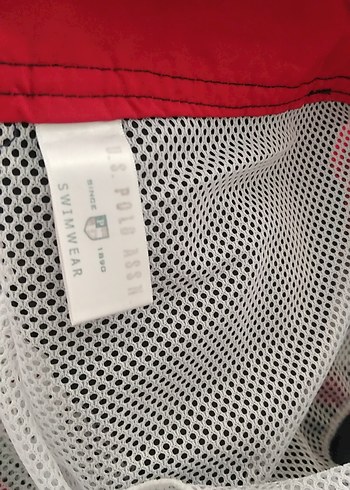 U.S. POLO ASSN
SINCE 1890
SWIMWEAR